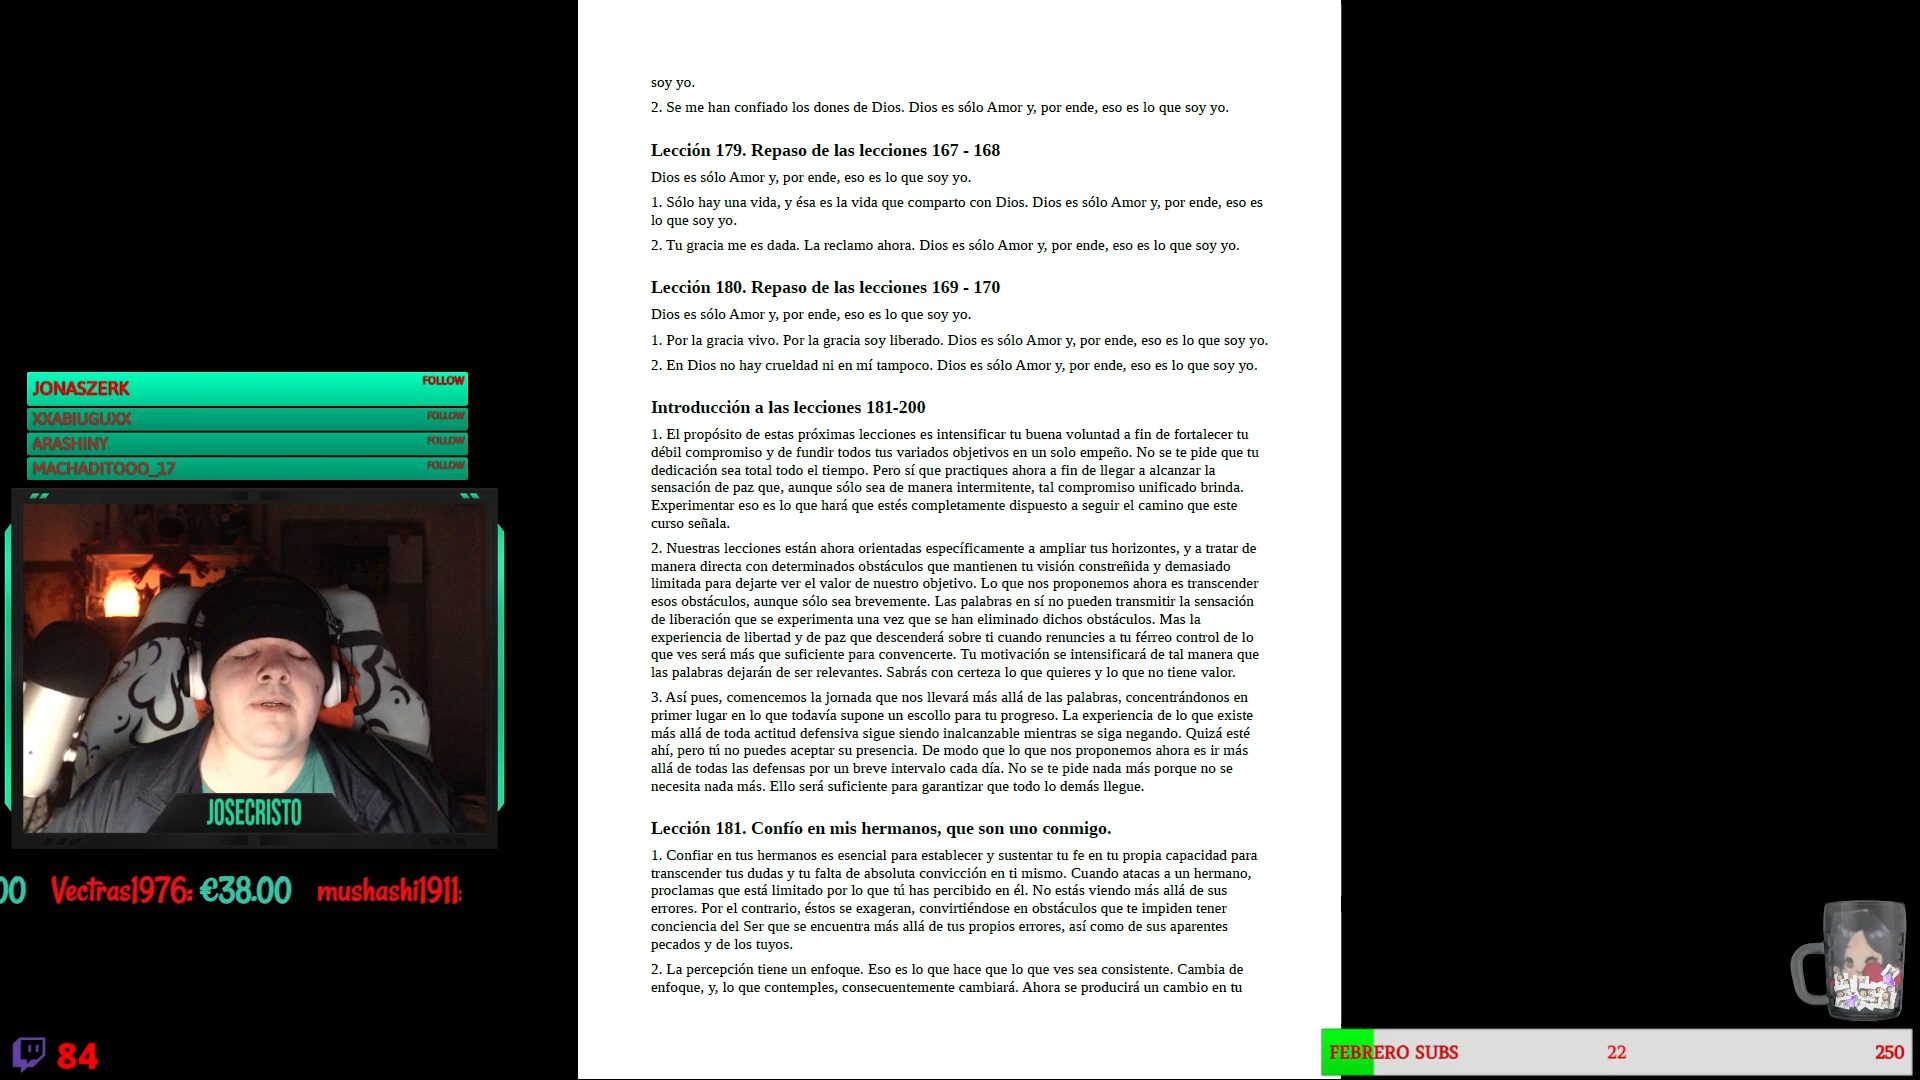 soy yo.
2. Se me han confiado los dones de Dios. Dios es sólo Amor y, por ende, eso es lo que soy yo.
Lección 179. Repaso de las lecciones 167 - 168
Dios es sólo Amor y, por ende, eso es lo que soy yo.
1. Sólo hay una vida, y ésa es la vida que comparto con Dios. Dios es sólo Amor y, por ende, eso es
lo que soy yo.
2. Tu gracia me es dada. La reclamo ahora. Dios es sólo Amor y, por ende, eso es lo que soy yo.
Lección 180. Repaso de las lecciones 169 - 170
Dios es sólo Amor y, por ende, eso es lo que soy yo.
1. Por la gracia vivo. Por la gracia soy liberado. Dios es sólo Amor y, por ende, eso es lo que soy yo.
2. En Dios no hay crueldad ni en mí tampoco. Dios es sólo Amor y, por ende, eso es lo que soy yo.
Introducción a las lecciones 181-200
1. El propósito de estas próximas lecciones es intensificar tu buena voluntad a fin de fortalecer tu
débil compromiso y de fundir todos tus variados objetivos en un solo empeño. No se te pide que tu
dedicación sea total todo el tiempo. Pero sí que practiques ahora a fin de llegar a alcanzar la
sensación de paz que, aunque sólo sea de manera intermitente, tal compromiso unificado brinda.
Experimentar eso es lo que hará que estés completamente dispuesto a seguir el camino que este
curso señala.
2. Nuestras lecciones están ahora orientadas específicamente a ampliar tus horizontes, y a tratar de
manera directa con determinados obstáculos que mantienen tu visión constreñida y demasiado
limitada para dejarte ver el valor de nuestro objetivo. Lo que nos proponemos ahora es transcender
esos obstáculos, aunque sólo sea brevemente. Las palabras en sí no pueden transmitir la sensación
de liberación que se experimenta una vez que se han eliminado dichos obstáculos. Mas la
experiencia de libertad y de paz que descenderá sobre ti cuando renuncies a tu férreo control de lo
que ves será más que suficiente para convencerte. Tu motivación se intensificará de tal manera que
las palabras dejarán de ser relevantes. Sabrás con certeza lo que quieres y lo que no tiene valor.
3. Así pues, comencemos la jornada que nos llevará más allá de las palabras, concentrándonos en
primer lugar en lo que todavía supone un escollo para tu progreso. La experiencia de lo que existe
más allá de toda actitud defensiva sigue siendo inalcanzable mientras se siga negando. Quizá esté
ahí, pero tú no puedes aceptar su presencia. De modo que lo que nos proponemos ahora es ir más
allá de todas las defensas por un breve intervalo cada día. No se te pide nada más porque no se
necesita nada más. Ello será suficiente para garantizar que todo lo demás llegue.
Lección 181. Confío en mis hermanos, que son uno conmigo.
1. Confiar en tus hermanos es esencial para establecer y sustentar tu fe en tu propia capacidad para
transcender tus dudas y tu falta de absoluta convicción en ti mismo. Cuando atacas a un hermano,
proclamas que está limitado por lo que tú has percibido en él. No estás viendo más allá de sus
errores. Por el contrario, éstos se exageran, convirtiéndose en obstáculos que te impiden tener
conciencia del Ser que se encuentra más allá de tus propios errores, así como de sus aparentes
pecados y de los tuyos.
2. La percepción tiene un enfoque. Eso es lo que hace que lo que ves sea consistente. Cambia de
enfoque, y, lo que contemples, consecuentemente cambiará. Ahora se producirá un cambio en tu
JONASZERK FOLLOW
XXABIUGUXX FOLLOW
ARASHINY FOLLOW
MACHADITOOO_17 FOLLOW
JOSECRISTO
00 Vectras1976: €38.00 mushashi1911:
84
FEBRERO SUBS 22 250